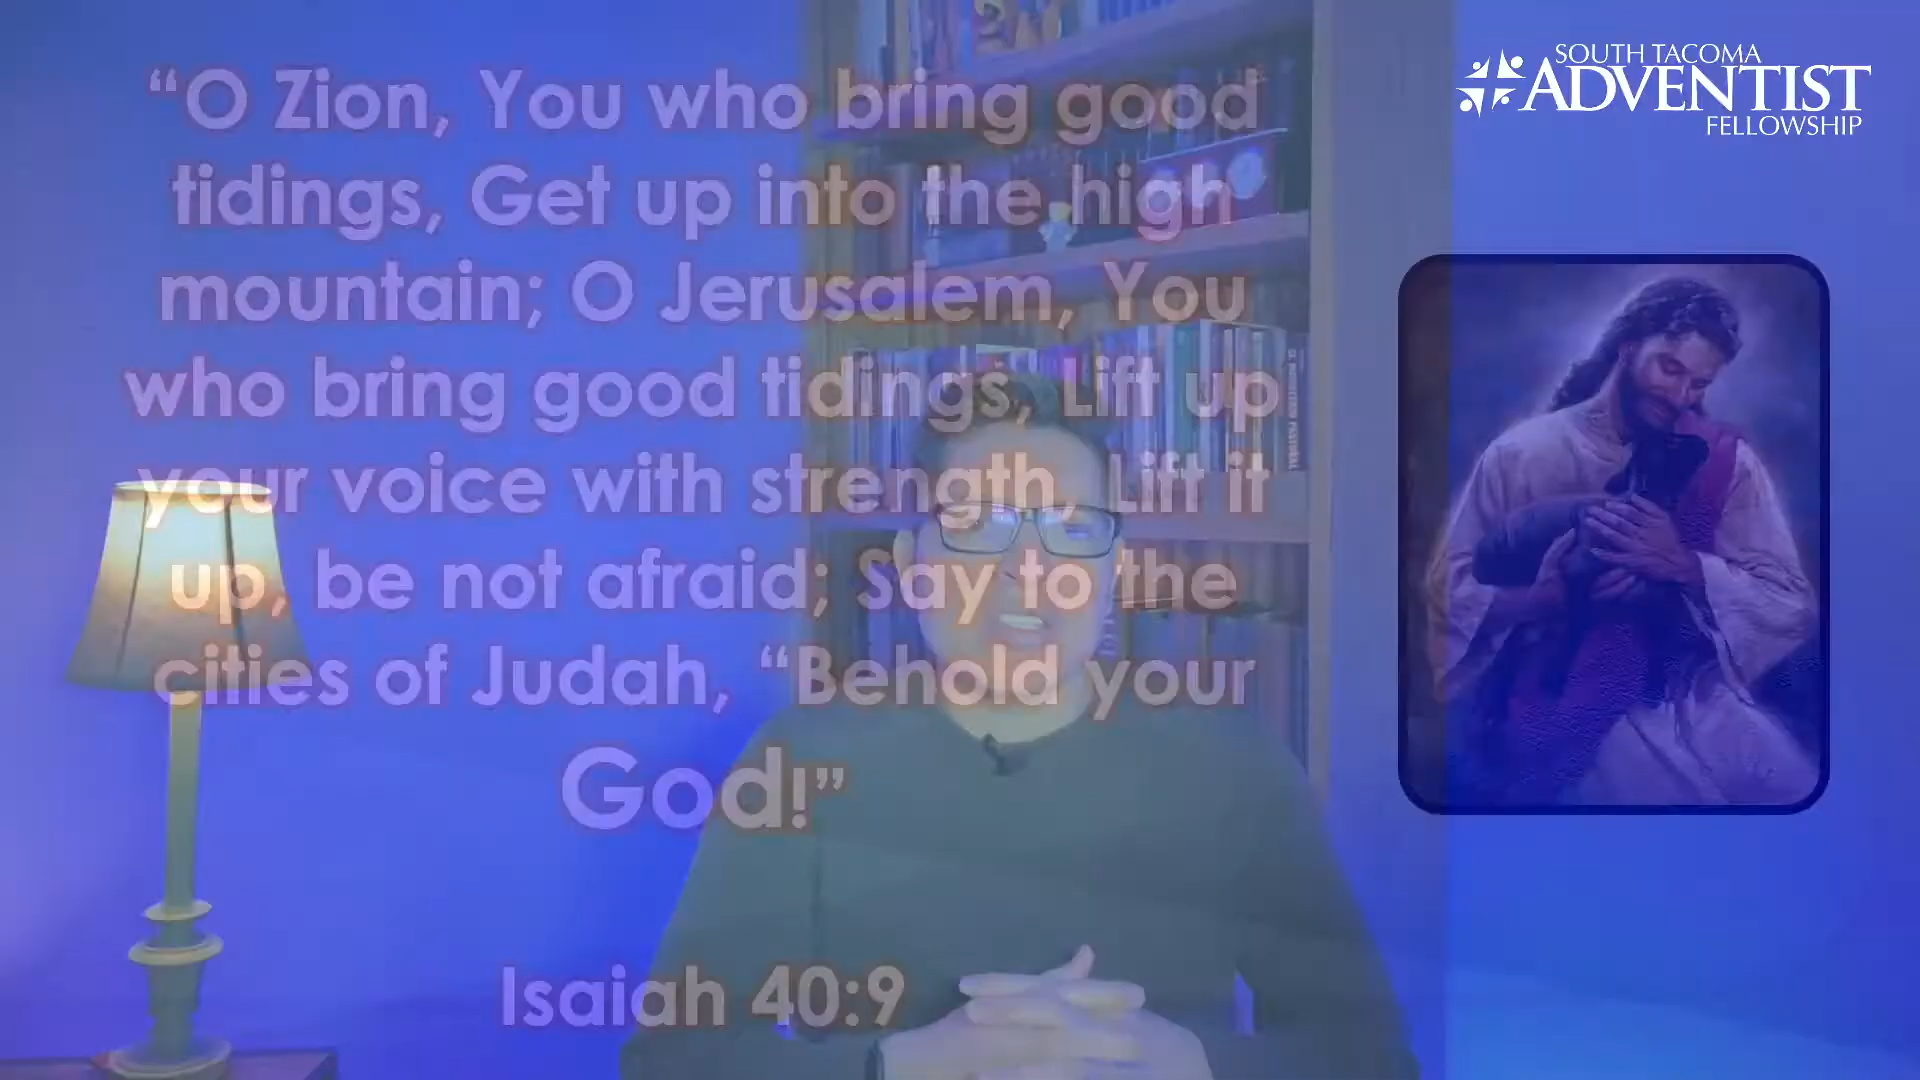 “O Zion, You who bring good
tidings, Get up into the high
mountain; O Jerusalem, You
who bring good tidings, Lift up
your voice with strength, Lift it
up, be not afraid; Say to the
cities of Judah, “Behold your
God!”
Isaiah 40:9
SOUTH TACOMA
ADVENTIST
FELLOWSHIP